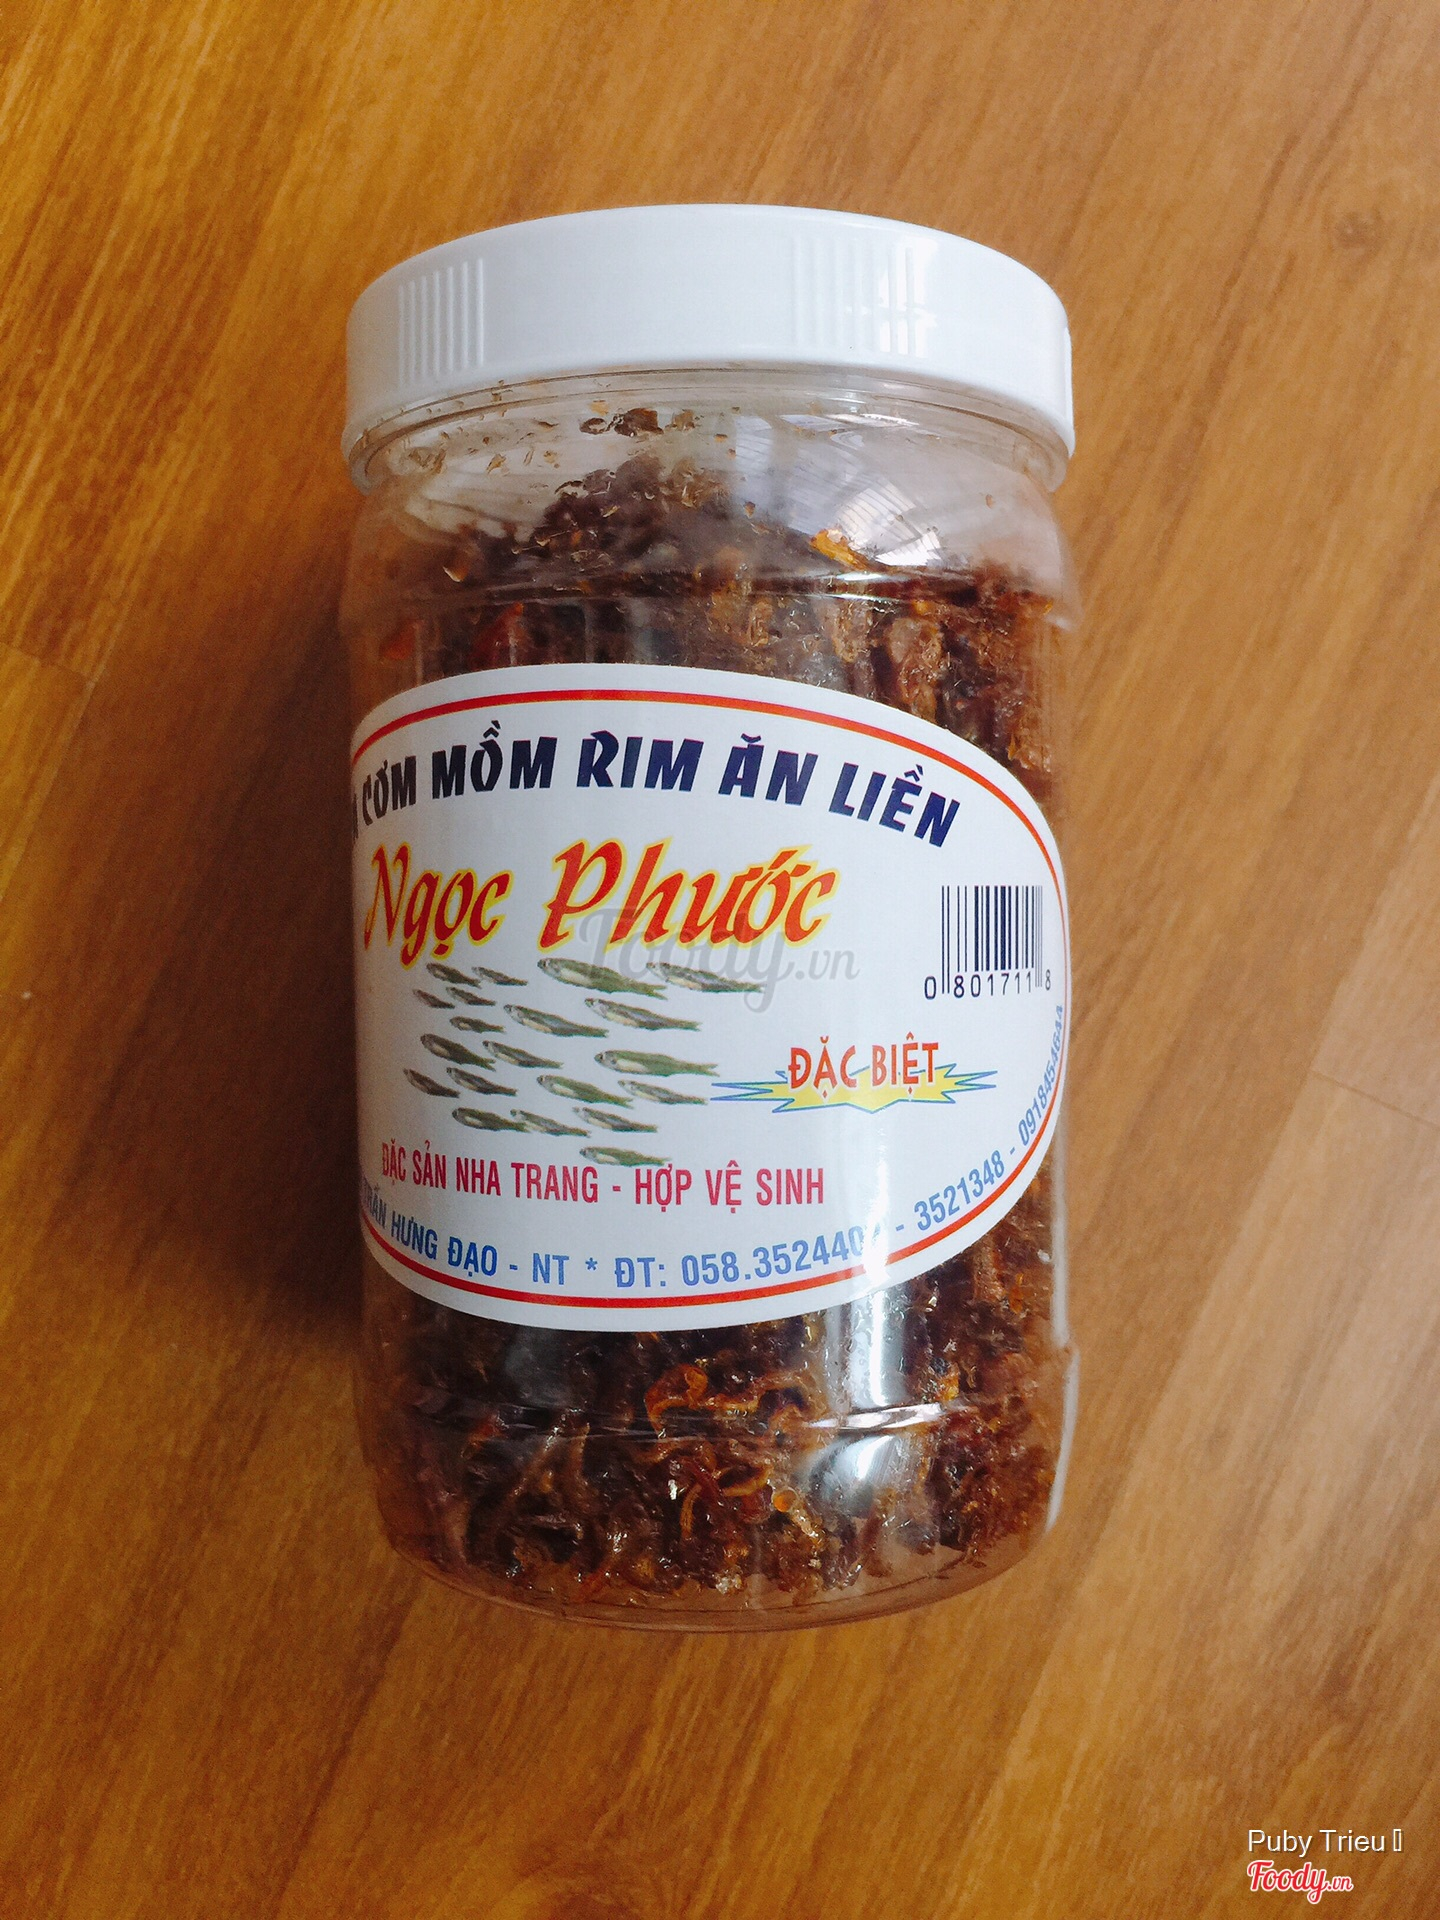 CƠM MỒM RIM ĂN LIỀN
Ngọc Phước
Foody.vn
0 801711 8
ĐẶC BIỆT
ĐẶC SẢN NHA TRANG - HỢP VỆ SINH
TRẦN HƯNG ĐẠO - NT * ĐT: 058.352440 - 3521348 - 0918454644
Puby Trieu
Foody.vn